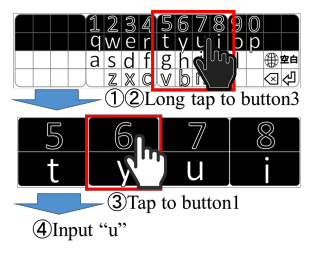 1 2 3 4 5 6 7 8 9 0
q w e r t y u i o p
a s d f g h l 空白
z x c v b
①②Long tap to button3
5 6 7 8
t y u i
③Tap to button1
④Input “u”